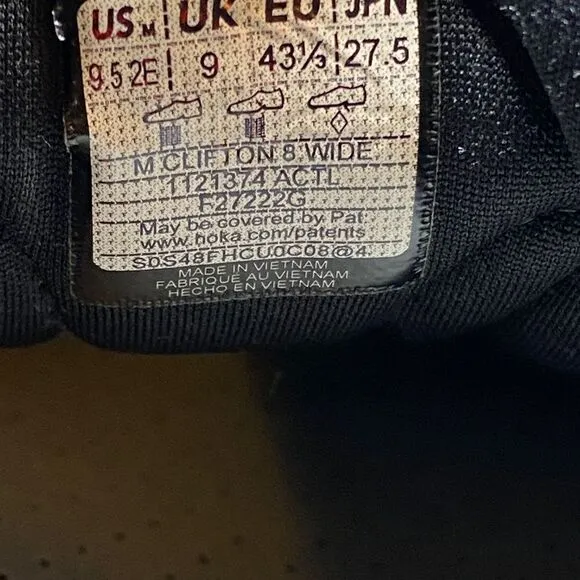 US M UK EU JPN
9.5 2E 9 43⅓ 27.5
M CLIFTON 8 WIDE
1121374 ACTL
F27222G
May be covered by Pat:
www.hoka.com/patents
SpS48FHCU0C08@4
MADE IN VIETNAM
FABRIQUE AU VIETNAM
HECHO EN VIETNAM